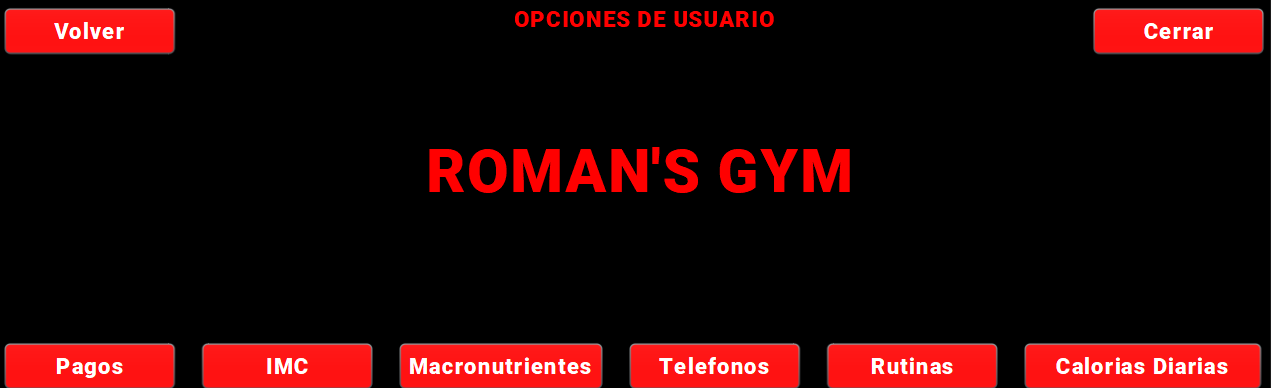 Volver
OPCIONES DE USUARIO
Cerrar
ROMAN'S GYM
Pagos
IMC
Macronutrientes
Telefonos
Rutinas
Calorias Diarias